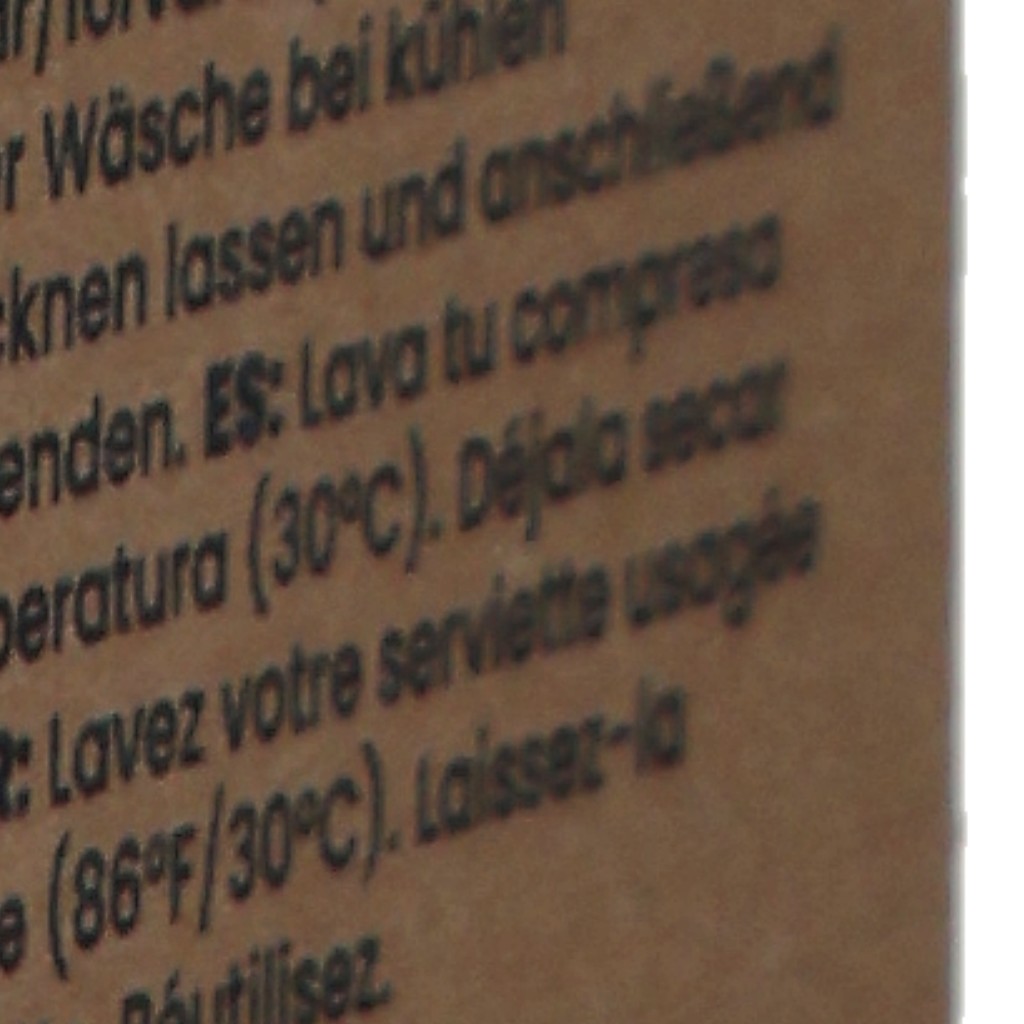 r Wäsche bei kühlen
cknen lassen und anschließend
enden. ES: Lava tu compresa
peratura (30ºC). Déjala secar
R: Lavez votre serviette usagée
e (86ºF/30ºC). Laissez-la
Réutilisez.